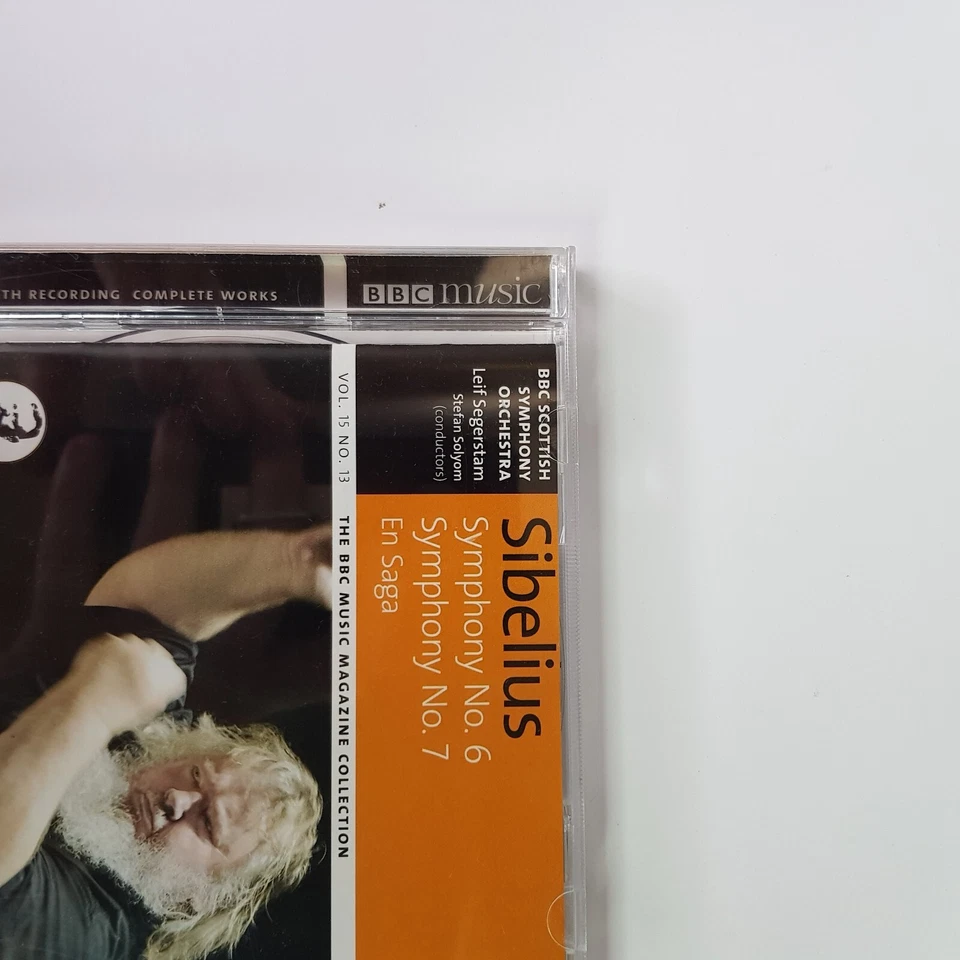 TH RECORDING COMPLETE WORKS
BBC music
BBC SCOTTISH
SYMPHONY
ORCHESTRA
Leif Segerstam
Stefan Solyom
(conductors)
Sibelius
Symphony No. 6
Symphony No. 7
En Saga
VOL. 15 NO. 13 THE BBC MUSIC MAGAZINE COLLECTION